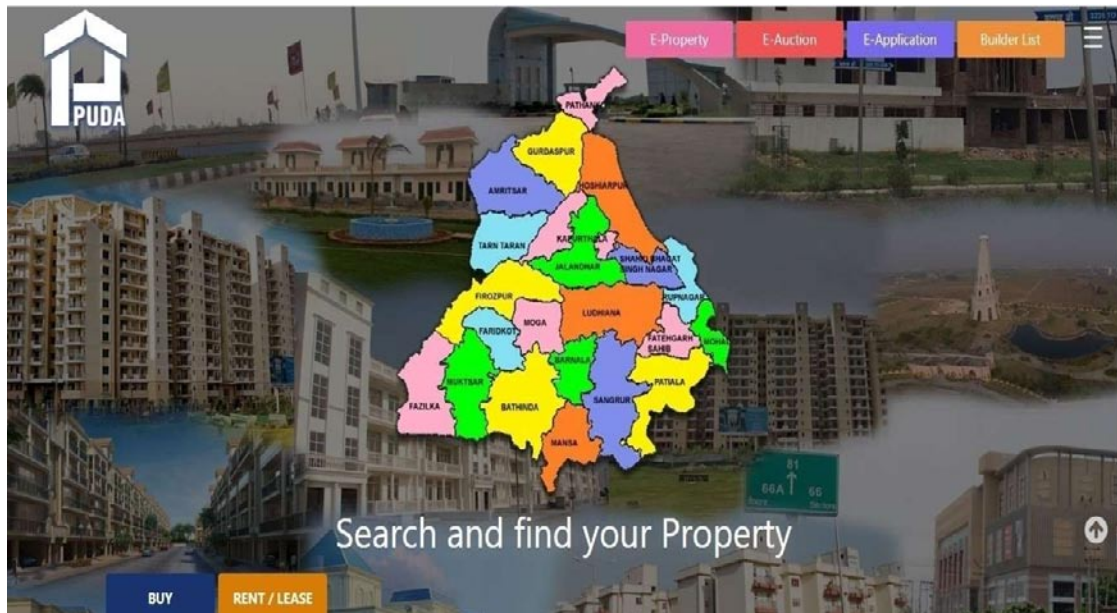 E-Property
E-Auction
E-Application
Builder List
PUDA
PATHANK
GURDASPUR
HOSHIARPUR
AMRITSAR
TARN TARAN
KAPURTHALA
SHAHID BHAGAT
SINGH NAGAR
JALANDHAR
RUPNAGAR
FIROZPUR
LUDHIANA
MOGA
FARIDKOT
FATEHGARH
SAHIB
MOHAL
BARNALA
MUKTSAR
PATIALA
SANGRUR
FAZILKA
BATHINDA
MANSA
81
66A
66
Search and find your Property
BUY
RENT / LEASE